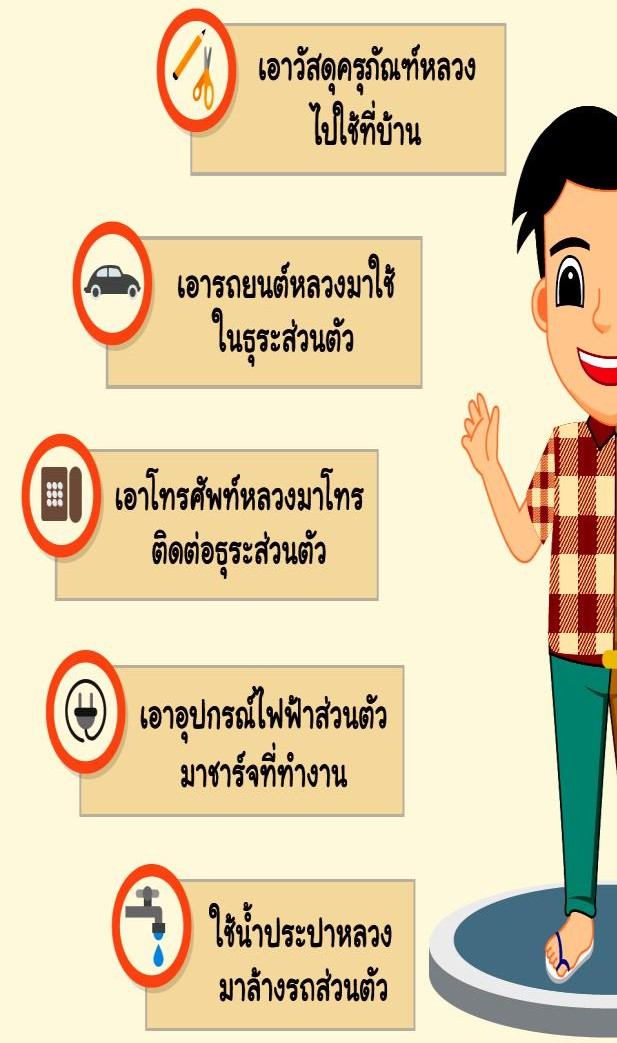 เอาวัสดุครุภัณฑ์หลวง
ไปใช้ที่บ้าน
เอารถยนต์หลวงมาใช้
ในธุระส่วนตัว
เอาโทรศัพท์หลวงมาโทร
ติดต่อธุระส่วนตัว
เอาอุปกรณ์ไฟฟ้าส่วนตัว
มาชาร์จที่ทำงาน
ใช้น้ำประปาหลวง
มาล้างรถส่วนตัว